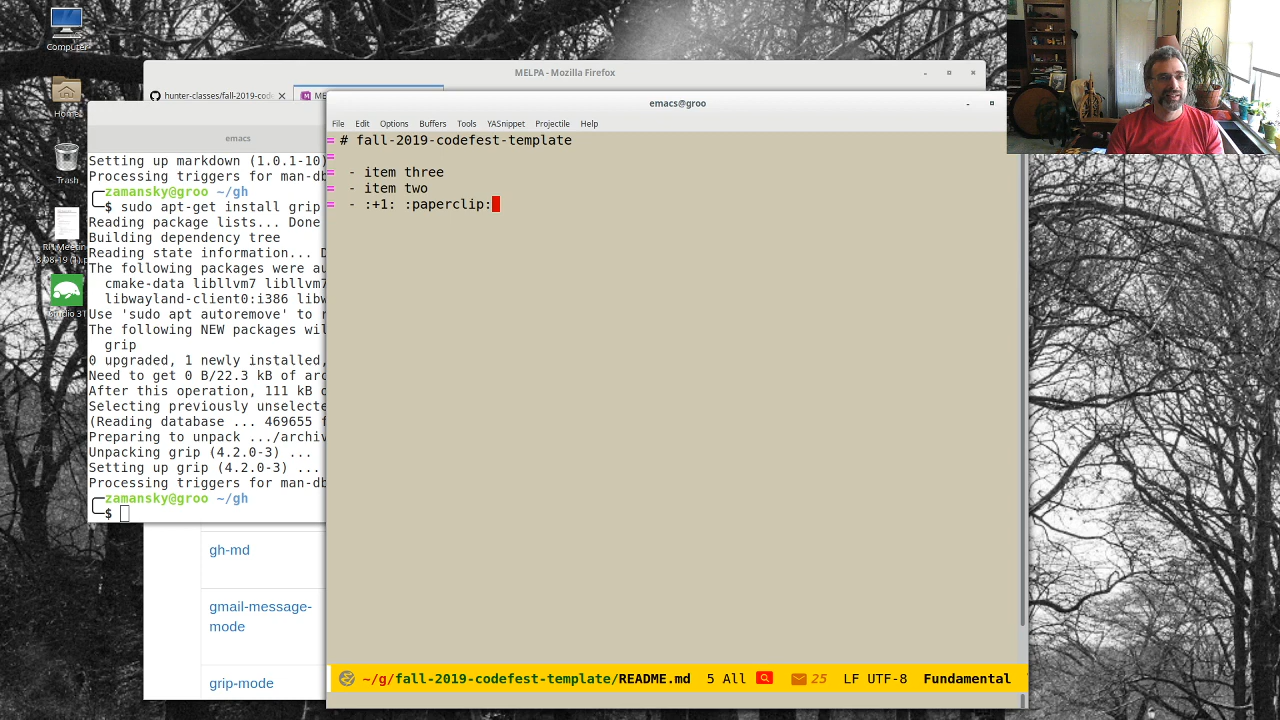 Computer
Home
Trash
Studio 3T
MELPA - Mozilla Firefox
hunter-classes/fall-2019-code
emacs
Setting up markdown (1.0.1-10)
Processing triggers for man-db
zamansky@groo ~/gh
$ sudo apt-get install grip
Reading package lists... Done
Building dependency tree
Reading state information... D
The following packages were au
cmake-data libllvm7 libllvm7
libwayland-client0:i386 libw
Use 'sudo apt autoremove' to r
The following NEW packages wil
grip
0 upgraded, 1 newly installed,
Need to get 0 B/22.3 kB of arc
After this operation, 111 kB o
Selecting previously unselecte
(Reading database ... 469655 f
Preparing to unpack .../archiv
Unpacking grip (4.2.0-3) ...
Setting up grip (4.2.0-3) ...
Processing triggers for man-db
zamansky@groo ~/gh
$
gh-md
gmail-message-
mode
grip-mode
emacs@groo
File Edit Options Buffers Tools YASnippet Projectile Help
# fall-2019-codefest-template
- item three
- item two
- :+1: :paperclip:
~/g/fall-2019-codefest-template/README.md 5 All 25 LF UTF-8 Fundamental